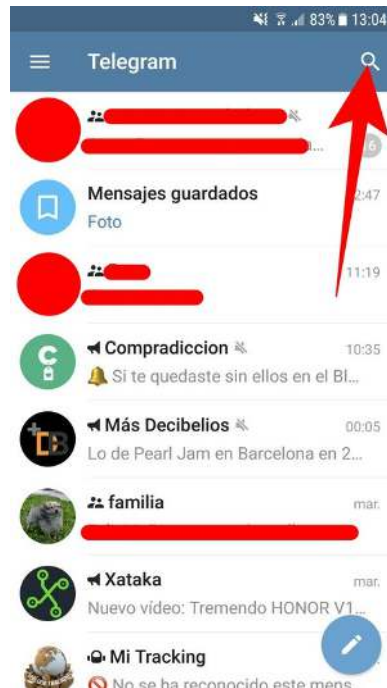 83% 13:04
Telegram
Mensajes guardados
2:47
Foto
11:19
Compradiccion
10:35
Si te quedaste sin ellos en el Bl...
Más Decibelios
00:05
Lo de Pearl Jam en Barcelona en 2...
familia
mar.
Xataka
mar.
Nuevo vídeo: Tremendo HONOR V1...
Mi Tracking
No se ha reconocido este mens